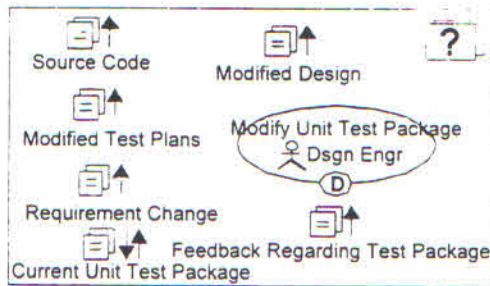 Source Code
Modified Design
?
Modified Test Plans
Modify Unit Test Package
Dsgn Engr
D
Requirement Change
Feedback Regarding Test Package
Current Unit Test Package